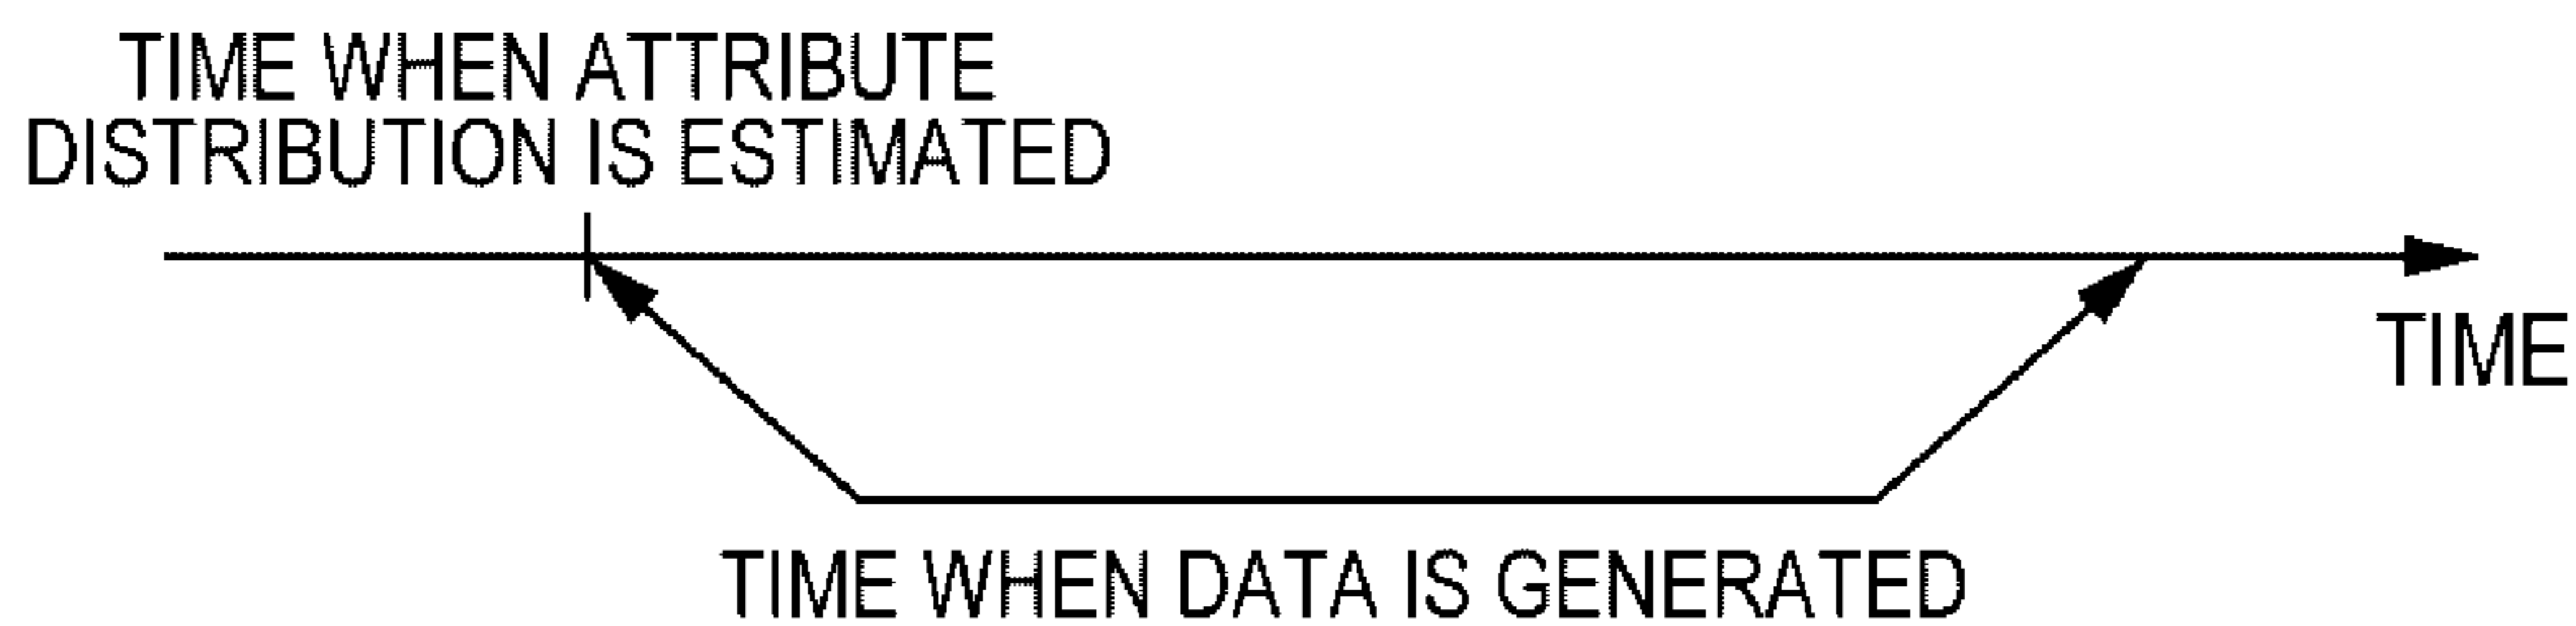 TIME WHEN ATTRIBUTE
DISTRIBUTION IS ESTIMATED
TIME
TIME WHEN DATA IS GENERATED